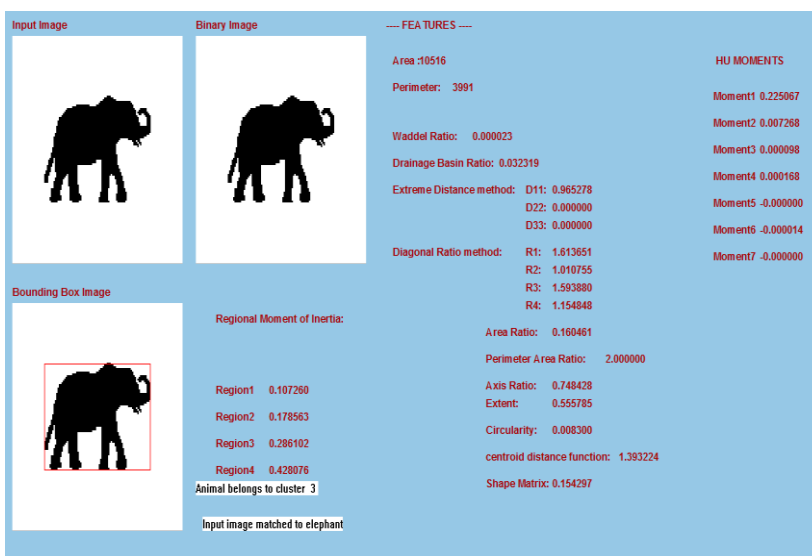 Input Image
Binary Image
---- FEATURES ----
Area :10516
Perimeter: 3991
Waddel Ratio: 0.000023
Drainage Basin Ratio: 0.032319
Extreme Distance method: D11: 0.965278
D22: 0.000000
D33: 0.000000
Diagonal Ratio method: R1: 1.613651
R2: 1.010755
R3: 1.593880
R4: 1.154848
Area Ratio: 0.160461
Perimeter Area Ratio: 2.000000
Axis Ratio: 0.748428
Extent: 0.555785
Circularity: 0.008300
centroid distance function: 1.393224
Shape Matrix: 0.154297
HU MOMENTS
Moment1 0.225067
Moment2 0.007268
Moment3 0.000098
Moment4 0.000168
Moment5 -0.000000
Moment6 -0.000014
Moment7 -0.000000
Bounding Box Image
Regional Moment of Inertia:
Region1 0.107260
Region2 0.178563
Region3 0.286102
Region4 0.428076
Animal belongs to cluster 3
Input image matched to elephant